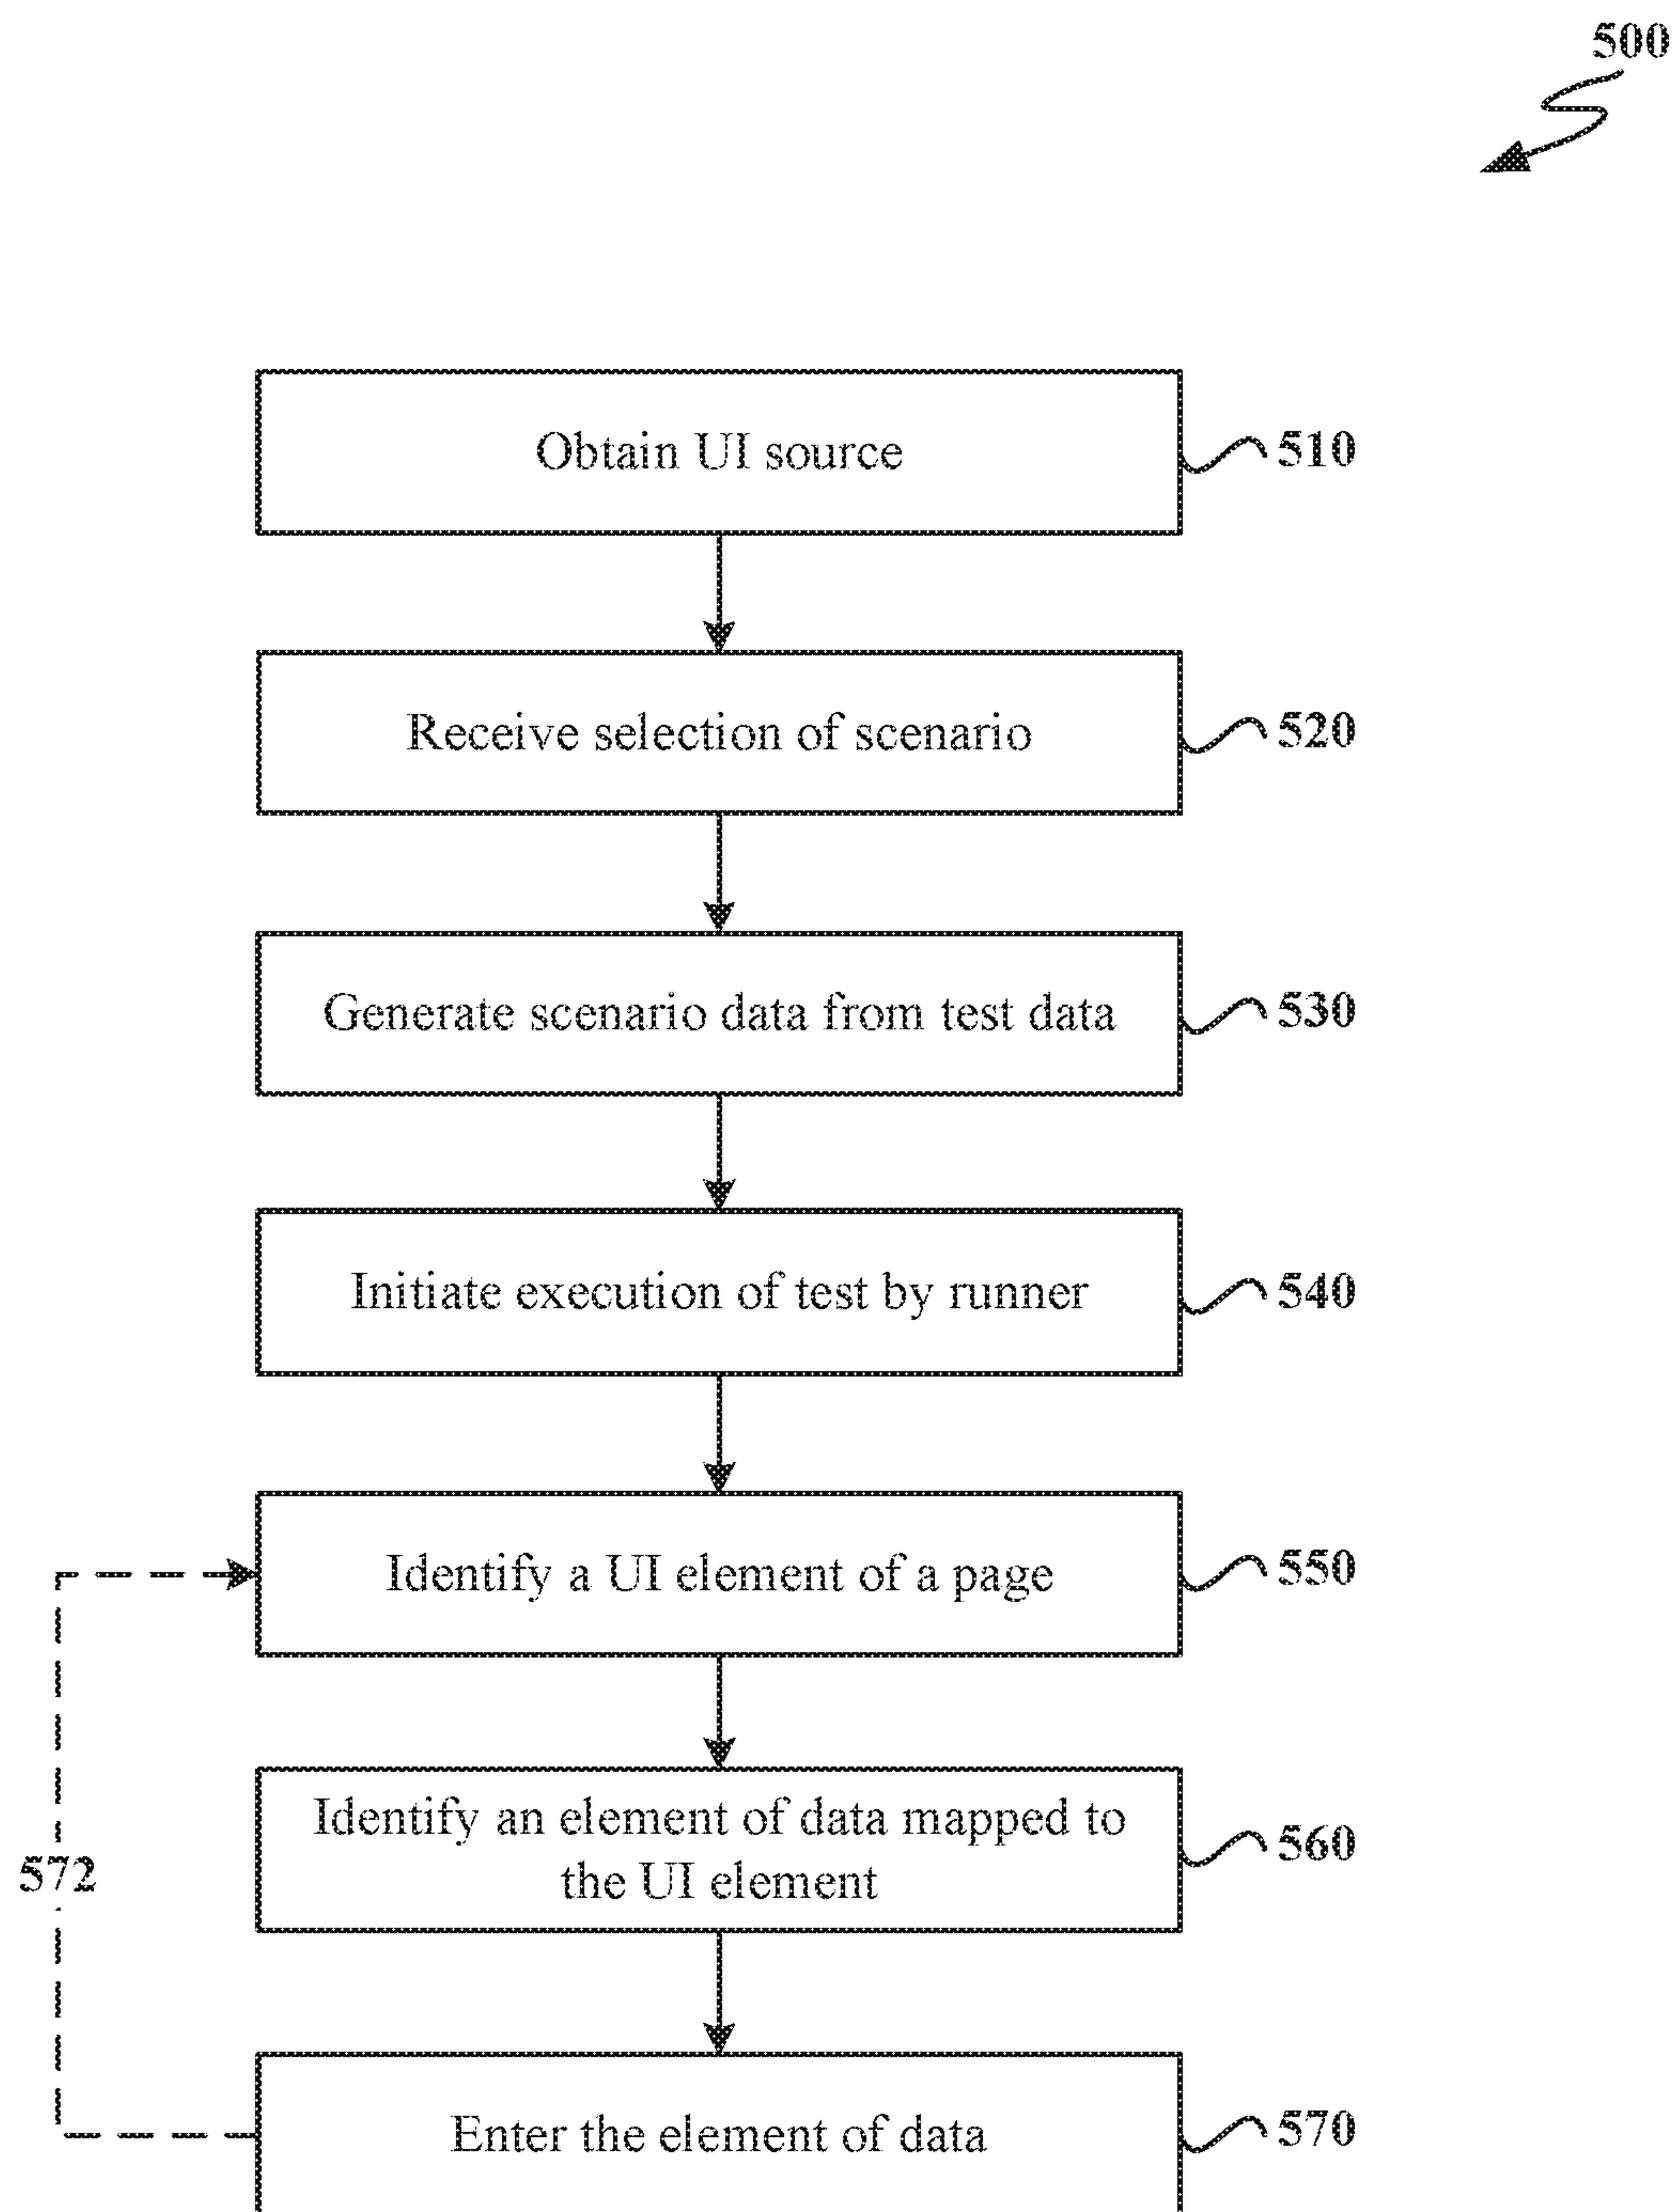 500
Obtain UI source
510
Receive selection of scenario
520
Generate scenario data from test data
530
Initiate execution of test by runner
540
Identify a UI element of a page
550
Identify an element of data mapped to
the UI element
560
572
Enter the element of data
570